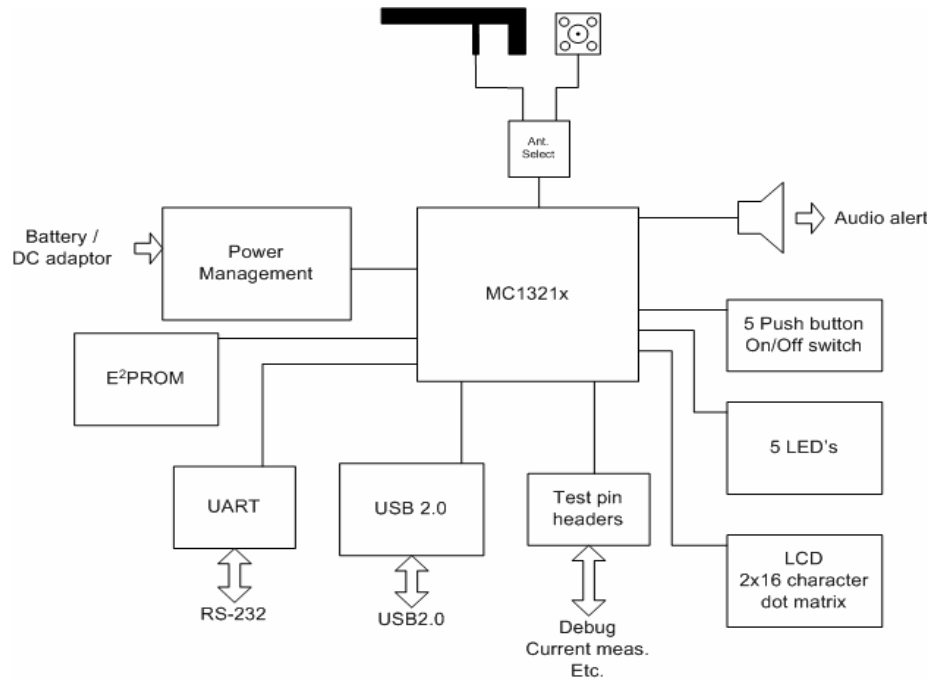 Ant.
Select
Battery /
DC adaptor
Power
Management
MC1321x
Audio alert
5 Push button
On/Off switch
E²PROM
5 LED's
UART
USB 2.0
Test pin
headers
LCD
2x16 character
dot matrix
RS-232
USB2.0
Debug
Current meas.
Etc.